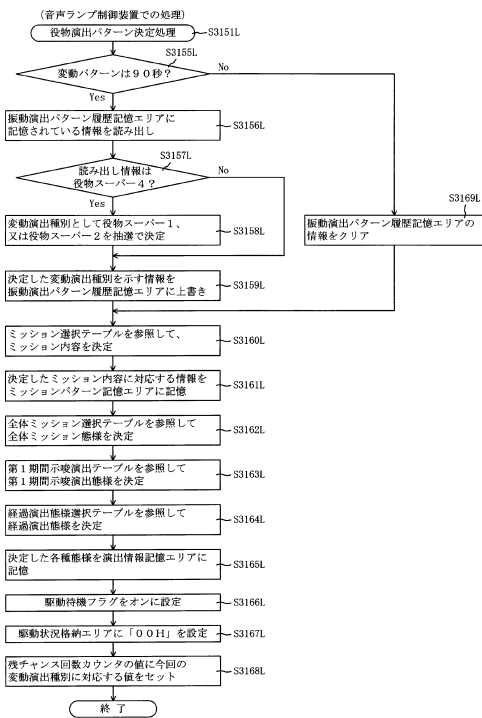 (音声ランプ制御装置での処理)
役物演出パターン決定処理
S3151L
S3155L
変動パターンは90秒?
No
Yes
振動演出パターン履歴記憶エリアに
記憶されている情報を読み出し
S3156L
S3157L
読み出し情報は
役物スーパー4?
No
Yes
変動演出種別として役物スーパー1、
又は役物スーパー2を抽選で決定
S3158L
S3169L
振動演出パターン履歴記憶エリアの
情報をクリア
決定した変動演出種別を示す情報を
振動演出パターン履歴記憶エリアに上書き
S3159L
ミッション選択テーブルを参照して、
ミッション内容を決定
S3160L
決定したミッション内容に対応する情報を
ミッションパターン記憶エリアに記憶
S3161L
全体ミッション選択テーブルを参照して
全体ミッション態様を決定
S3162L
第1期間示唆演出テーブルを参照して
第1期間示唆演出態様を決定
S3163L
経過演出態様選択テーブルを参照して
経過演出態様を決定
S3164L
決定した各種態様を演出情報記憶エリアに
記憶
S3165L
駆動待機フラグをオンに設定
S3166L
駆動状況格納エリアに「00H」を設定
S3167L
残チャンス回数カウンタの値に今回の
変動演出種別に対応する値をセット
S3168L
終了